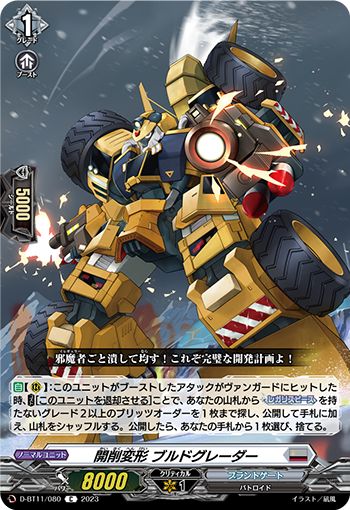 1
グレード
ブースト
5000
シールド
邪魔者ごと潰して均す！これぞ完璧な開発計画よ！
自【R】：このユニットがブーストしたアタックがヴァンガードにヒットした
時、【[このユニットを退却させる]ことで、あなたの山札から レガリスピース を持
たないグレード２以上のブリッツオーダーを１枚まで探し、公開して手札に加
え、山札をシャッフルする。公開したら、あなたの手札から１枚選び、捨てる。
ノーマルユニット
開削変形 ブルドグレーダー
パワー 8000
クリティカル
1
ブラントゲート
バトロイド
D-BT11/080 C 2023
イラスト／凪風